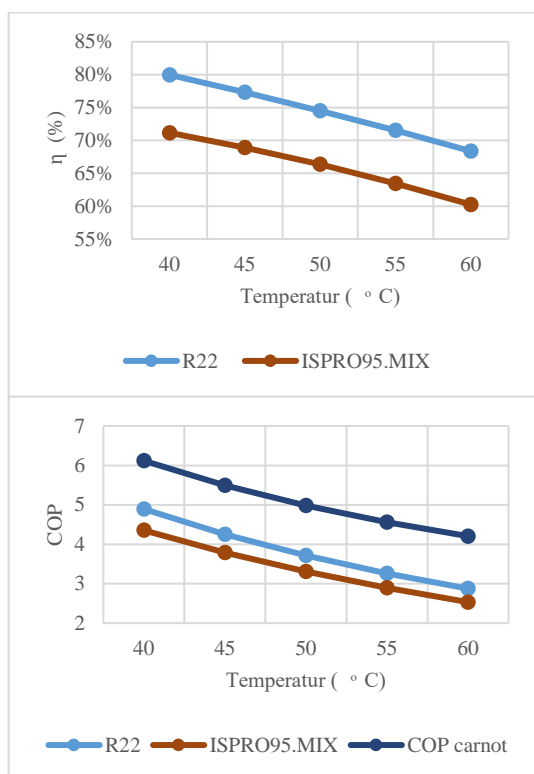 85%
80%
75%
70%
65%
60%
55%
η (%)
40 45 50 55 60
Temperatur ( ° C)
R22 ISPRO95.MIX
7
6
5
4
3
2
COP
40 45 50 55 60
Temperatur ( ° C)
R22 ISPRO95.MIX COP carnot